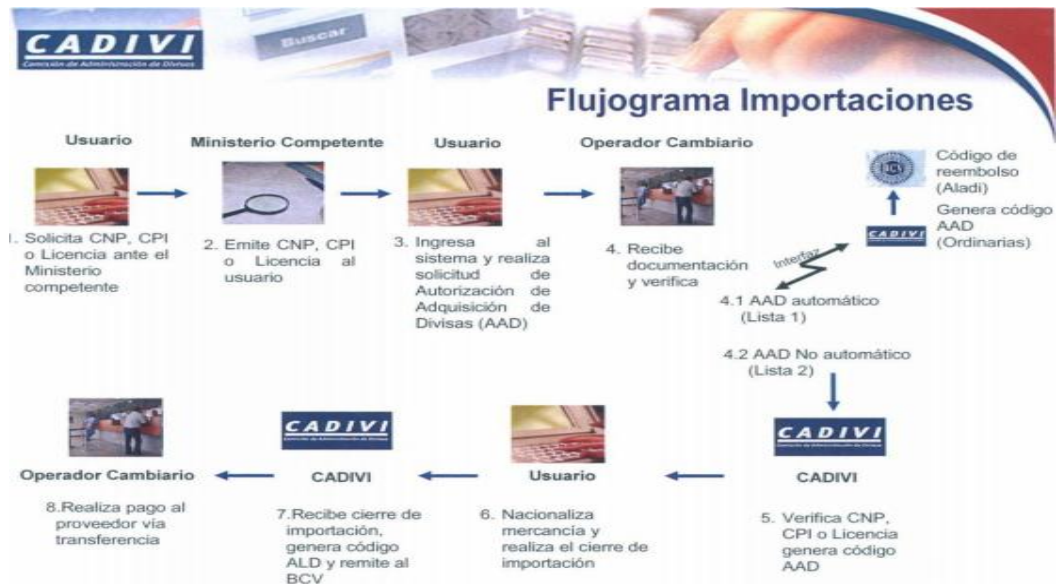 CADIVI
Comisión de Administración de Divisas
Buscar
Flujograma Importaciones
Usuario
1. Solicita CNP, CPI
o Licencia ante el
Ministerio
competente
Ministerio Competente
2. Emite CNP, CPI
o Licencia al
usuario
Usuario
3. Ingresa al
sistema y realiza
solicitud de
Autorización de
Adquisición de
Divisas (AAD)
Operador Cambiario
4. Recibe
documentación
y verifica
Interfaz
BCV
Código de
reembolso
(Aladi)
CADIVI
Genera código
AAD
(Ordinarias)
4.1 AAD automático
(Lista 1)
4.2 AAD No automático
(Lista 2)
CADIVI
Comisión de Administración de Divisas
CADIVI
5. Verifica CNP,
CPI o Licencia
genera código
AAD
Usuario
6. Nacionaliza
mercancía y
realiza el cierre de
importación
CADIVI
Comisión de Administración de Divisas
CADIVI
7.Recibe cierre de
importación,
genera código
ALD y remite al
BCV
Operador Cambiario
8.Realiza pago al
proveedor vía
transferencia